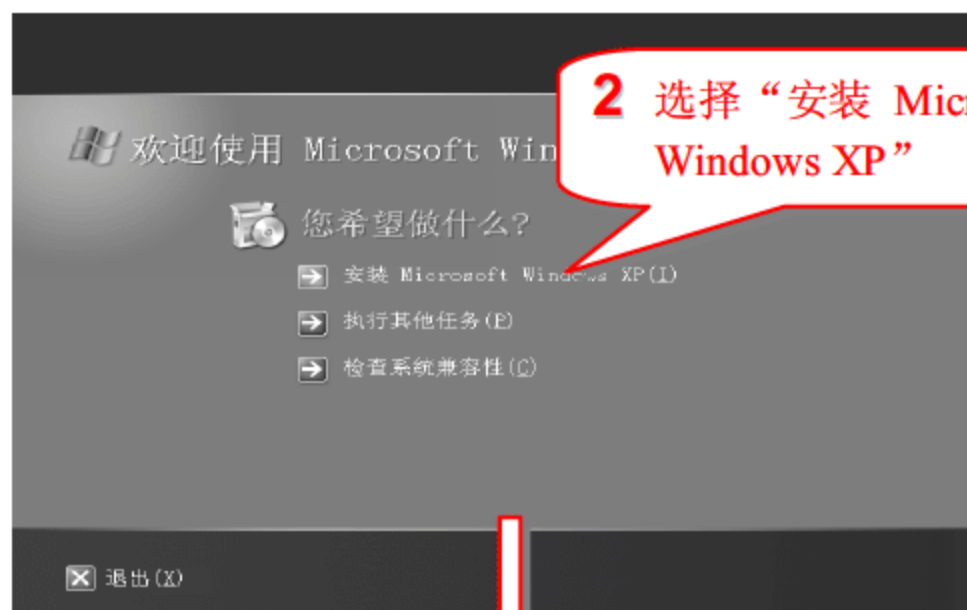 2 选择“安装 Micr
Windows XP”
欢迎使用 Microsoft Win
您希望做什么?
安装 Microsoft Windows XP(I)
执行其他任务(P)
检查系统兼容性(C)
退出(X)